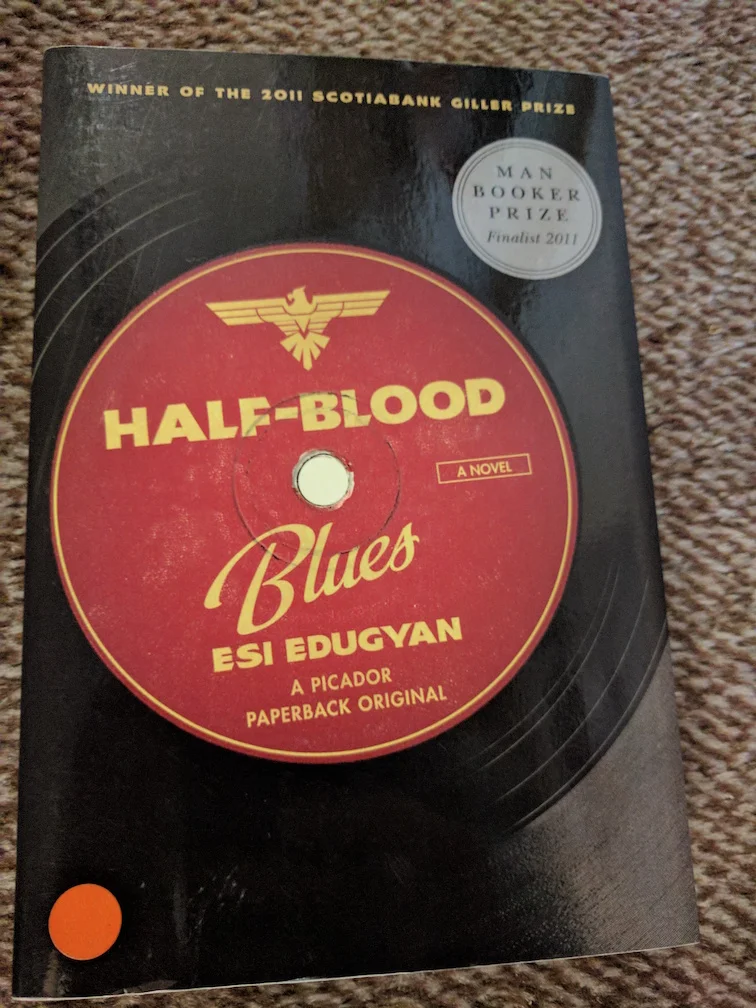 WINNER OF THE 2011 SCOTIABANK GILLER PRIZE
MAN
BOOKER
PRIZE
Finalist 2011
HALF-BLOOD
A NOVEL
Blues
ESI EDUGYAN
A PICADOR
PAPERBACK ORIGINAL